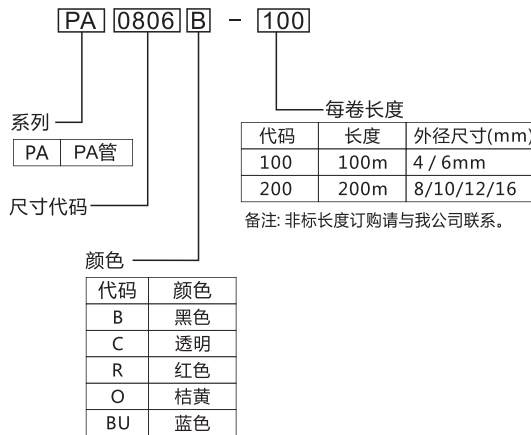 PA 0806 B - 100
系列
PA PA管
尺寸代码
颜色
代码 颜色
B 黑色
C 透明
R 红色
O 桔黄
BU 蓝色
每卷长度
代码 长度 外径尺寸(mm)
100 100m 4 / 6mm
200 200m 8/10/12/16
备注: 非标长度订购请与我公司联系。